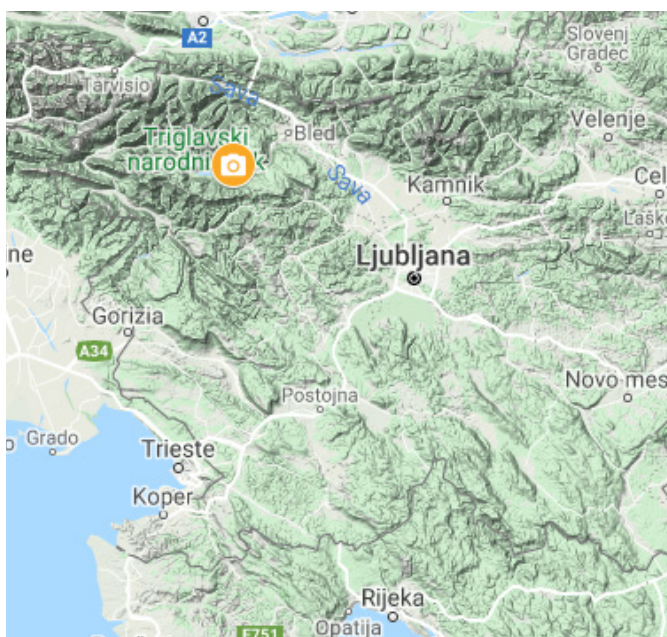 A2
Slovenj
Gradec
Tarvisio
Sava
Bled
Velenje
Triglavski
narodni
Sava
Kamnik
Cel
Laško
Ljubljana
ne
Gorizia
A34
Novo mes
Postojna
Grado
Trieste
Koper
Rijeka
E751
Opatija